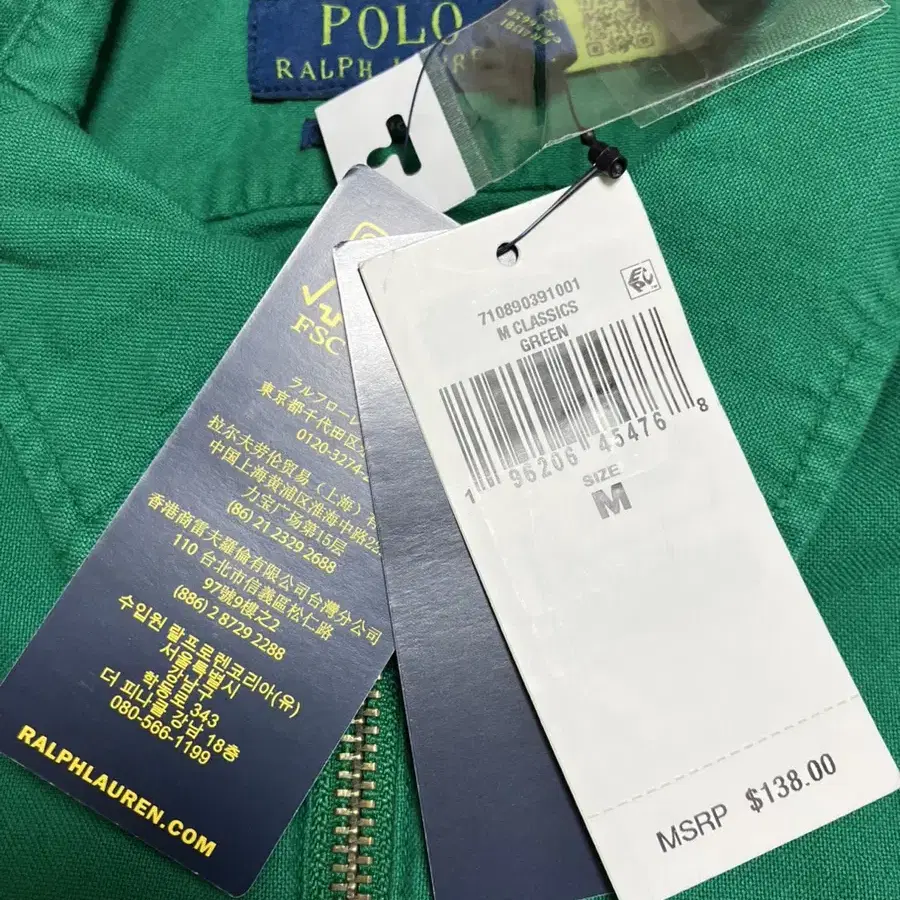 POLO
RALPH LAUREN
FSC
ラルフローレ
東京都千代田区
0120-3274-2
拉尔夫劳伦贸易（上海）有
中国上海黄浦区淮海中路22
力宝广场第15层
(86) 21 2329 2688
香港商雷夫羅倫有限公司台灣分公司
110 台北市信義區松仁路
97號9樓之2
(886) 2 8729 2288
수입원 랄프로렌코리아(유)
서울특별시
강남구
학동로 343
더 피나클 강남 18층
080-566-1199
RALPHLAUREN.COM
710890391001
M CLASSICS
GREEN
1 96206 45476 8
SIZE
M
MSRP $138.00